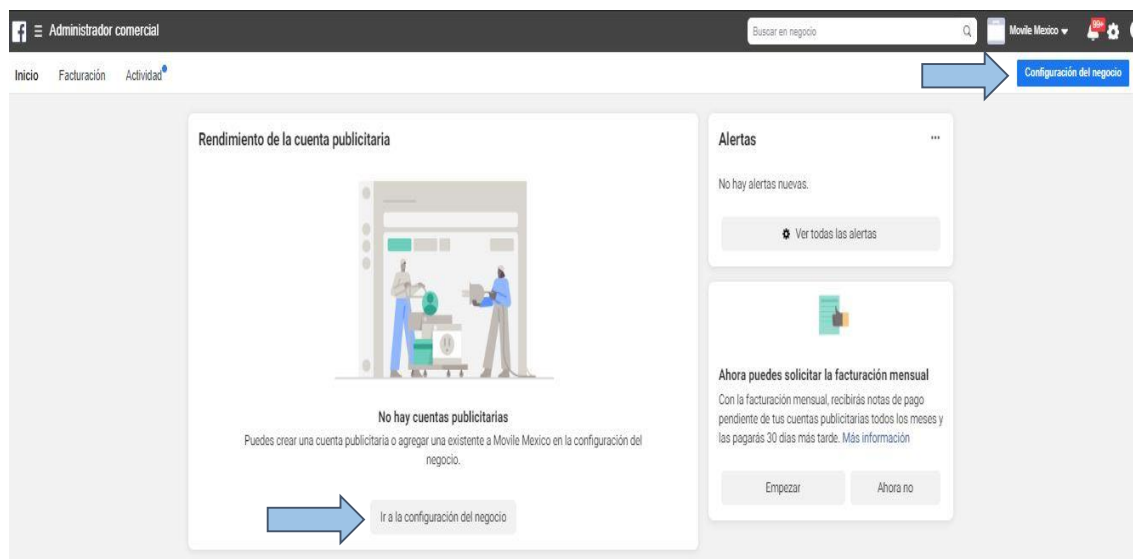 Administrador comercial
Buscar en negocio
Movile Mexico
99+
Inicio
Facturación
Actividad
Configuración del negocio
Rendimiento de la cuenta publicitaria
No hay cuentas publicitarias
Puedes crear una cuenta publicitaria o agregar una existente a Movile Mexico en la configuración del
negocio.
Ir a la configuración del negocio
Alertas
No hay alertas nuevas.
Ver todas las alertas
Ahora puedes solicitar la facturación mensual
Con la facturación mensual, recibirás notas de pago
pendiente de tus cuentas publicitarias todos los meses y
las pagarás 30 días más tarde. Más información
Empezar
Ahora no